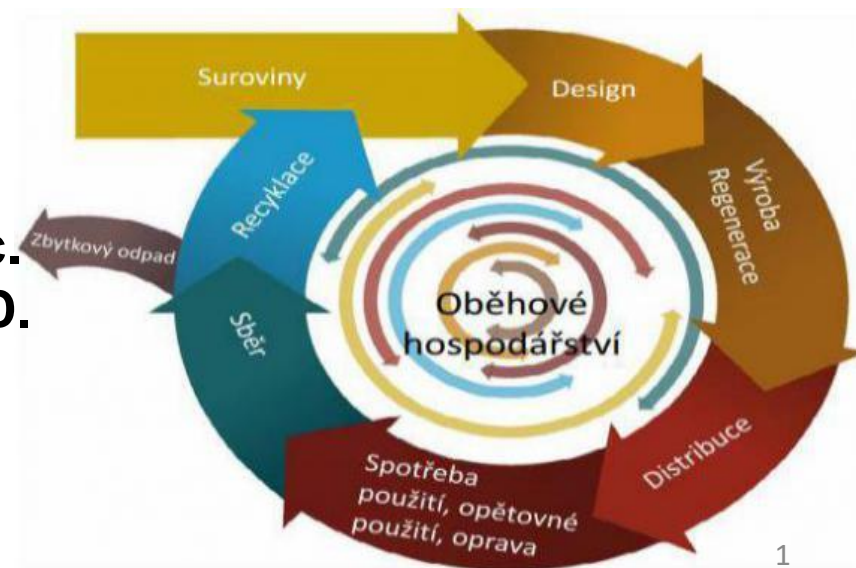 Suroviny
Design
Výroba
Regenerace
Distribuce
Spotřeba
použití, opětovné
použití, oprava
Sběr
Zbytkový odpad
Recyklace
Oběhové
hospodářství
c.
D.
1